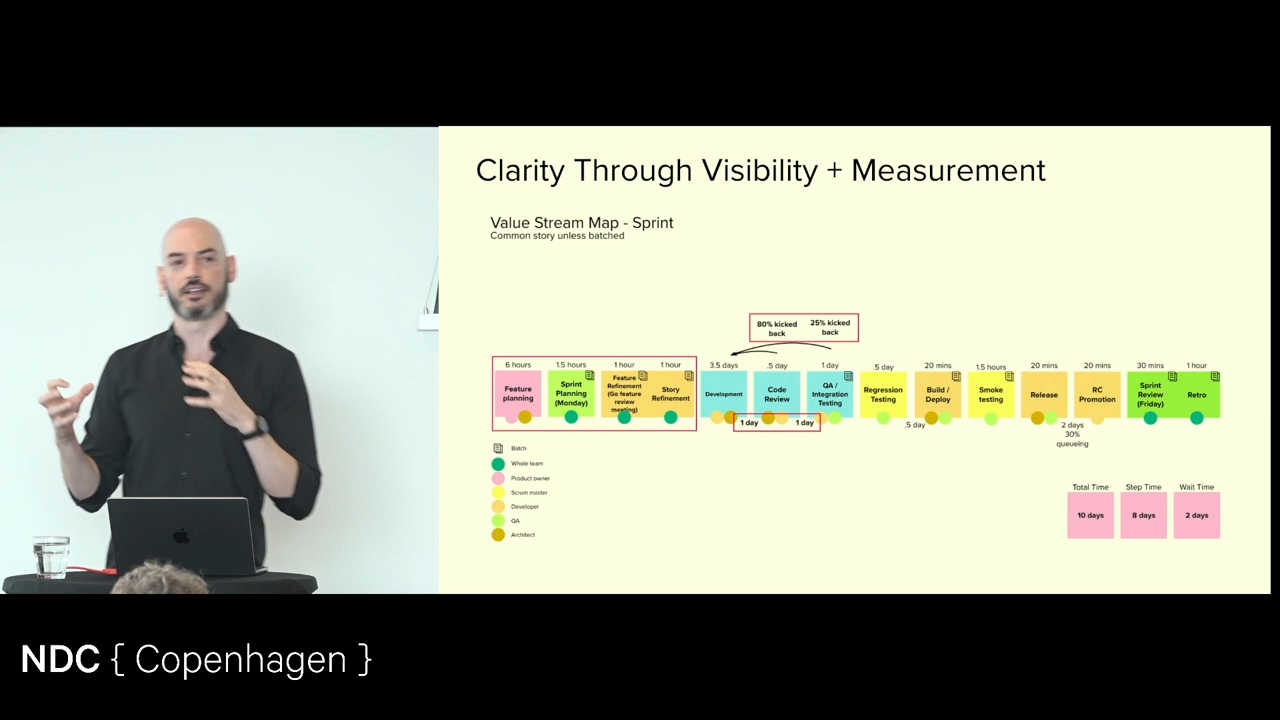 Clarity Through Visibility + Measurement
Value Stream Map - Sprint
Common story unless batched
80% kicked
back
25% kicked
back
6 hours
1.5 hours
1 hour
1 hour
3.5 days
.5 day
1 day
.5 day
20 mins
1.5 hours
20 mins
20 mins
30 mins
1 hour
Feature
planning
Sprint
Planning
(Monday)
Feature
Refinement
(Go feature
review
meeting)
Story
Refinement
Development
Code
Review
QA /
Integration
Testing
Regression
Testing
Build /
Deploy
Smoke
testing
Release
RC
Promotion
Sprint
Review
(Friday)
Retro
1 day
1 day
.5 day
2 days
30%
queueing
Batch
Whole team
Product owner
Scrum master
Developer
QA
Architect
Total Time
Step Time
Wait Time
10 days
8 days
2 days
NDC { Copenhagen }